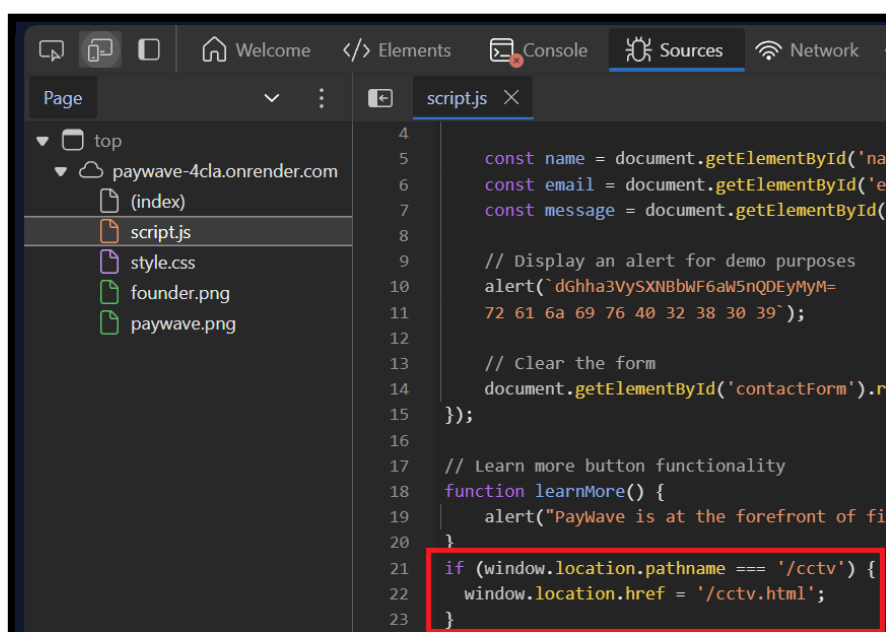 Welcome
Elements
Console
Sources
Network
Page
script.js
top
paywave-4cla.onrender.com
(index)
script.js
style.css
founder.png
paywave.png
4
5 const name = document.getElementById('na
6 const email = document.getElementById('e
7 const message = document.getElementById(
8
9 // Display an alert for demo purposes
10 alert(`dGhha3VySXNBbWF6aW5nQDEyMyM=
11 72 61 6a 69 76 40 32 38 30 39`);
12
13 // Clear the form
14 document.getElementById('contactForm').r
15 });
16
17 // Learn more button functionality
18 function learnMore() {
19 alert("PayWave is at the forefront of fi
20 }
21 if (window.location.pathname === '/cctv') {
22 window.location.href = '/cctv.html';
23 }